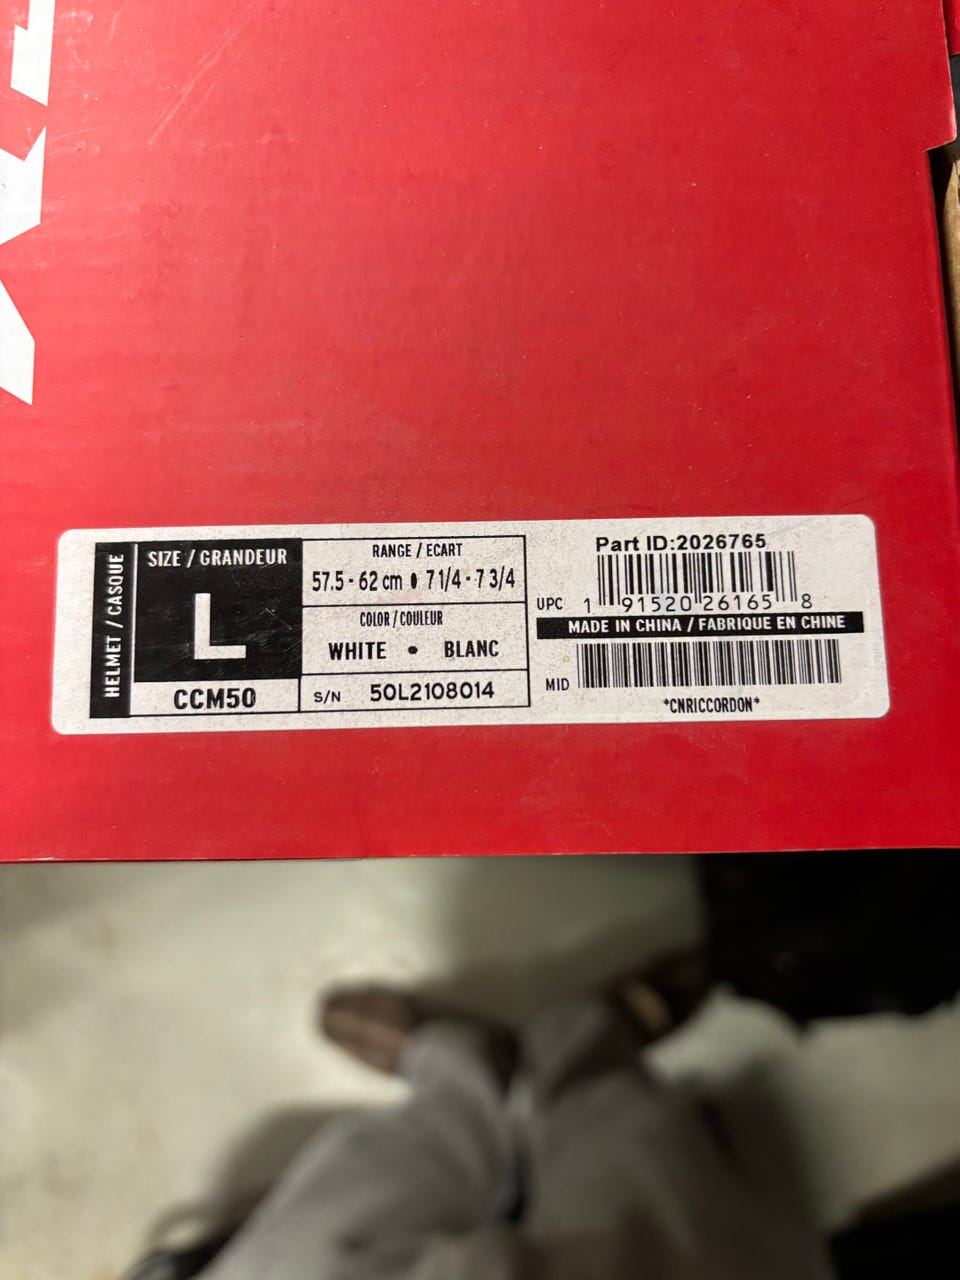 HELMET / CASQUE
SIZE / GRANDEUR
L
CCM50
RANGE / ECART
57.5 - 62 cm • 7 1/4 - 7 3/4
COLOR / COULEUR
WHITE • BLANC
S/N 50L2108014
Part ID:2026765
UPC 1 91520 26165 8
MADE IN CHINA / FABRIQUE EN CHINE
MID
*CNRICCORDON*